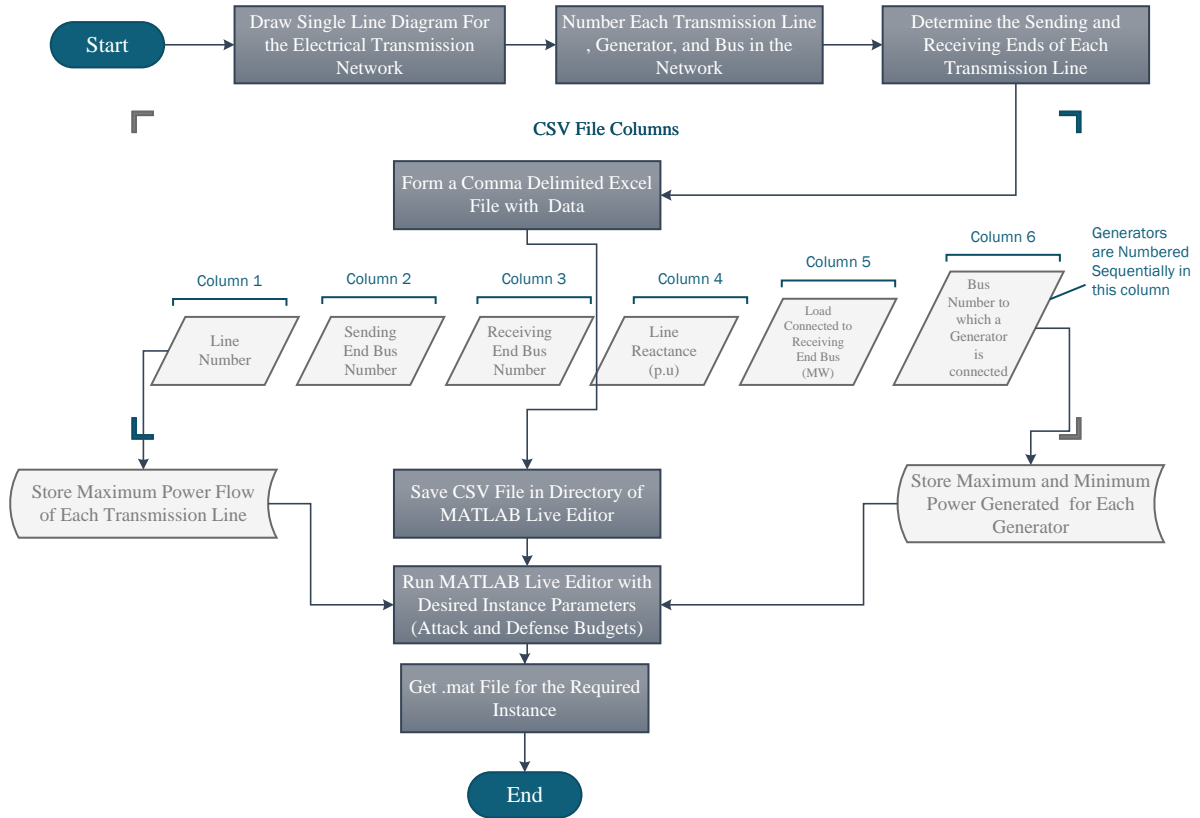 Start
Draw Single Line Diagram For
the Electrical Transmission
Network
Number Each Transmission Line
, Generator, and Bus in the
Network
Determine the Sending and
Receiving Ends of Each
Transmission Line
CSV File Columns
Form a Comma Delimited Excel
File with Data
Column 1
Column 2
Column 3
Column 4
Column 5
Column 6
Generators
are Numbered
Sequentially in
this column
Line
Number
Sending
End Bus
Number
Receiving
End Bus
Number
Line
Reactance
(p.u)
Load
Connected to
Receiving
End Bus
(MW)
Bus
Number to
which a
Generator
is
connected
Store Maximum Power Flow
of Each Transmission Line
Save CSV File in Directory of
MATLAB Live Editor
Store Maximum and Minimum
Power Generated for Each
Generator
Run MATLAB Live Editor with
Desired Instance Parameters
(Attack and Defense Budgets)
Get .mat File for the Required
Instance
End